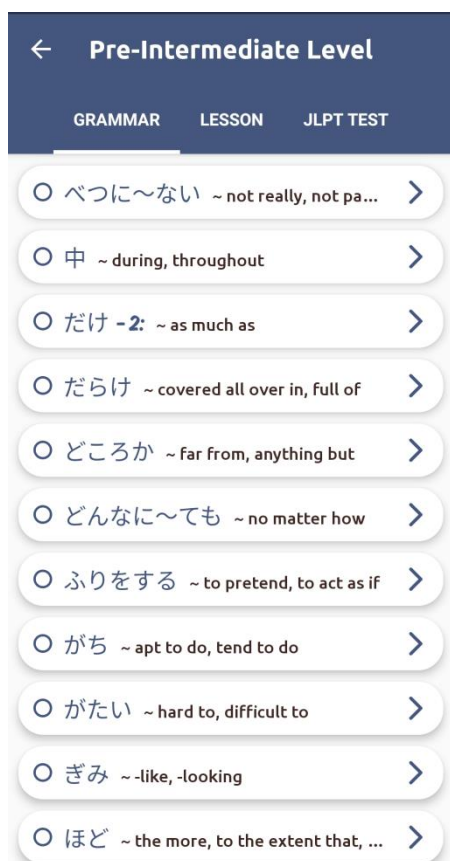 Pre-Intermediate Level
GRAMMAR LESSON JLPT TEST
べつに〜ない ~ not really, not pa...
中 ~ during, throughout
だけ - 2: ~ as much as
だらけ ~ covered all over in, full of
どころか ~ far from, anything but
どんなに〜ても ~ no matter how
ふりをする ~ to pretend, to act as if
がち ~ apt to do, tend to do
がたい ~ hard to, difficult to
ぎみ ~ -like, -looking
ほど ~ the more, to the extent that, ...